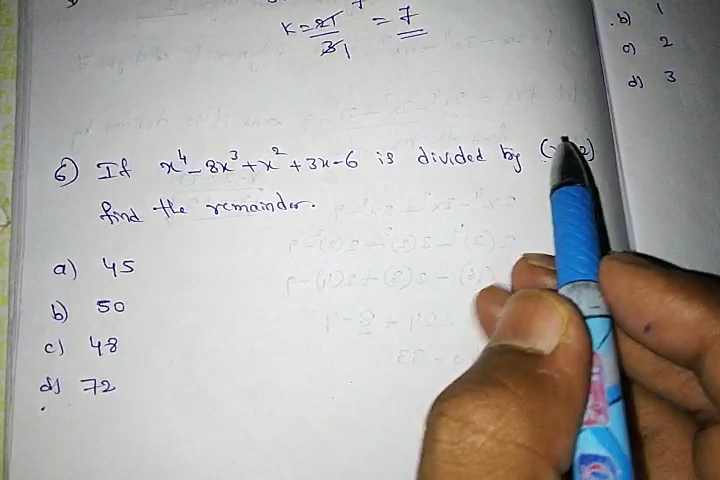 K = 21/3 = 7
b) 1
c) 2
d) 3
6) If x⁴ - 8x³ + x² + 3x - 6 is divided by
find the remainder.
a) 45
b) 50
c) 48
d) 72